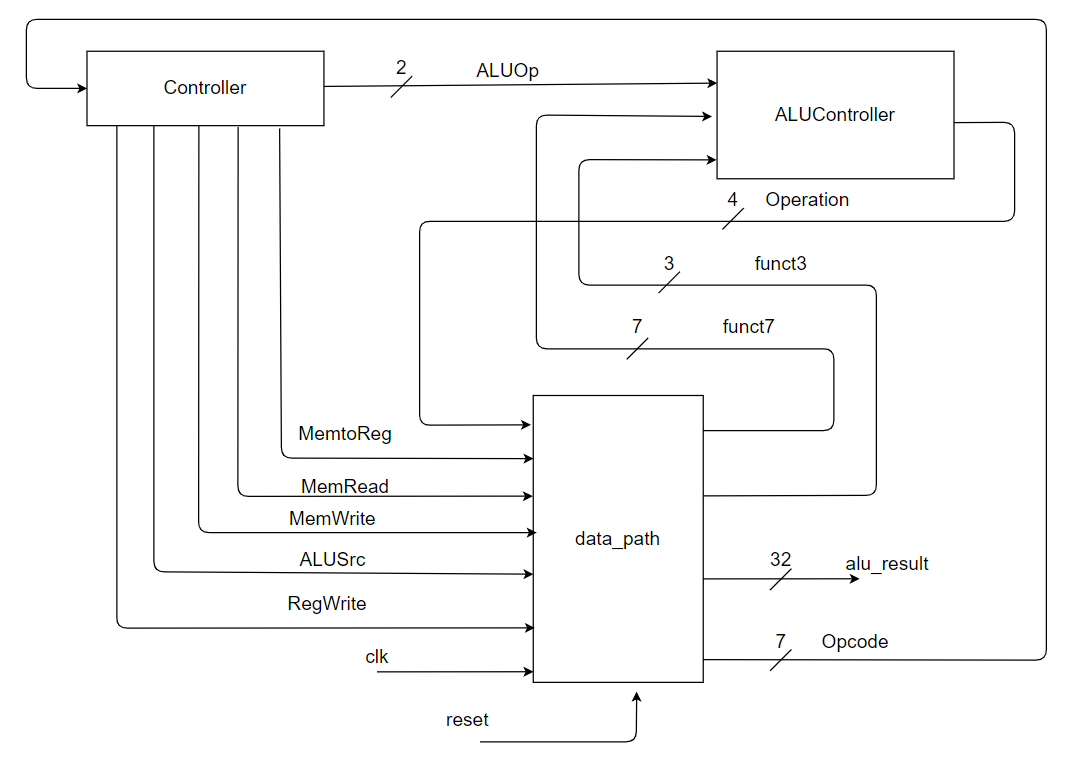 2
ALUOp
Controller
ALUController
4
Operation
3
funct3
7
funct7
MemtoReg
MemRead
MemWrite
data_path
ALUSrc
32
alu_result
RegWrite
7
Opcode
clk
reset